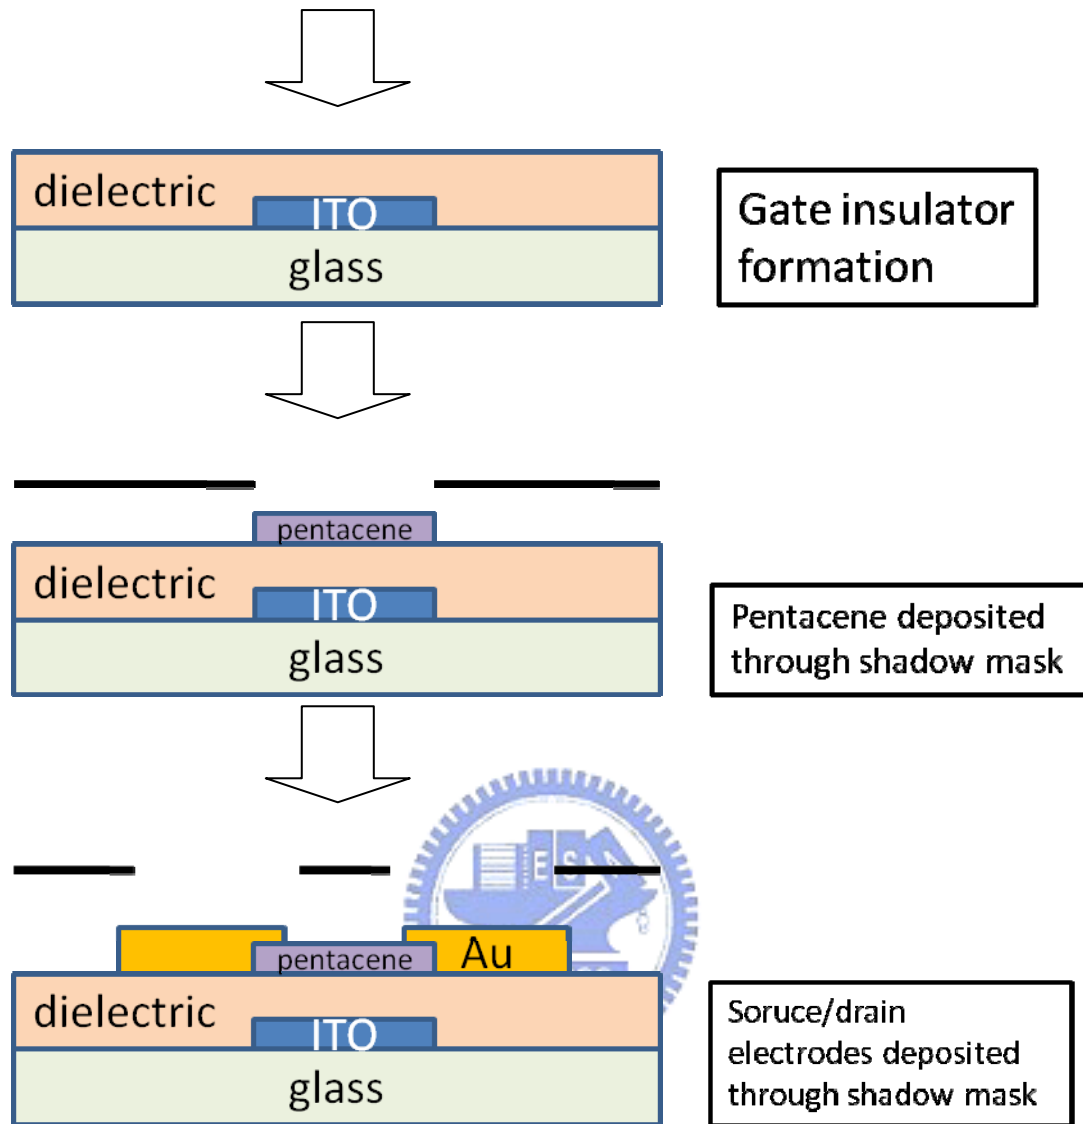 dielectric
ITO
glass
Gate insulator
formation
pentacene
dielectric
ITO
glass
Pentacene deposited
through shadow mask
ESA
pentacene
Au
dielectric
ITO
glass
Soruce/drain
electrodes deposited
through shadow mask